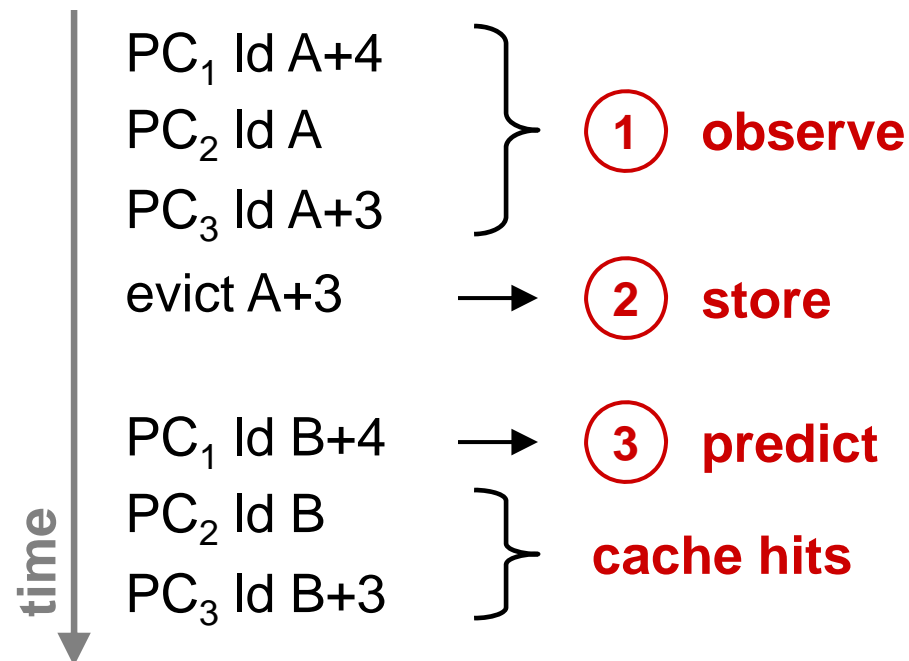 PC₁ ld A+4
PC₂ ld A
PC₃ ld A+3
1 observe
evict A+3
2 store
PC₁ ld B+4
3 predict
PC₂ ld B
PC₃ ld B+3
cache hits
time